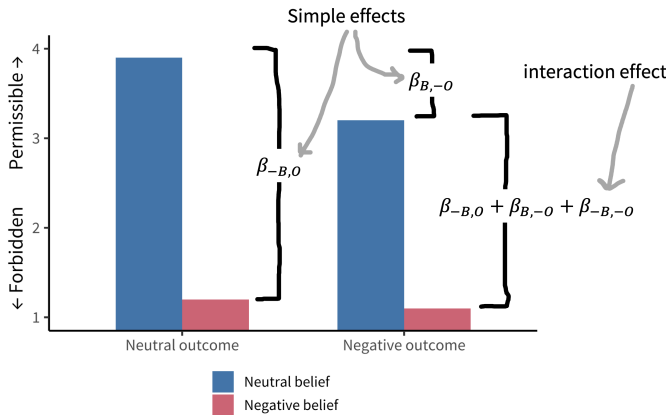 Simple effects
interaction effect
← Forbidden    Permissible →
4
3
2
1
β₋B,O
βB,₋O
β₋B,O + βB,₋O + β₋B,₋O
Neutral outcome
Negative outcome
Neutral belief
Negative belief